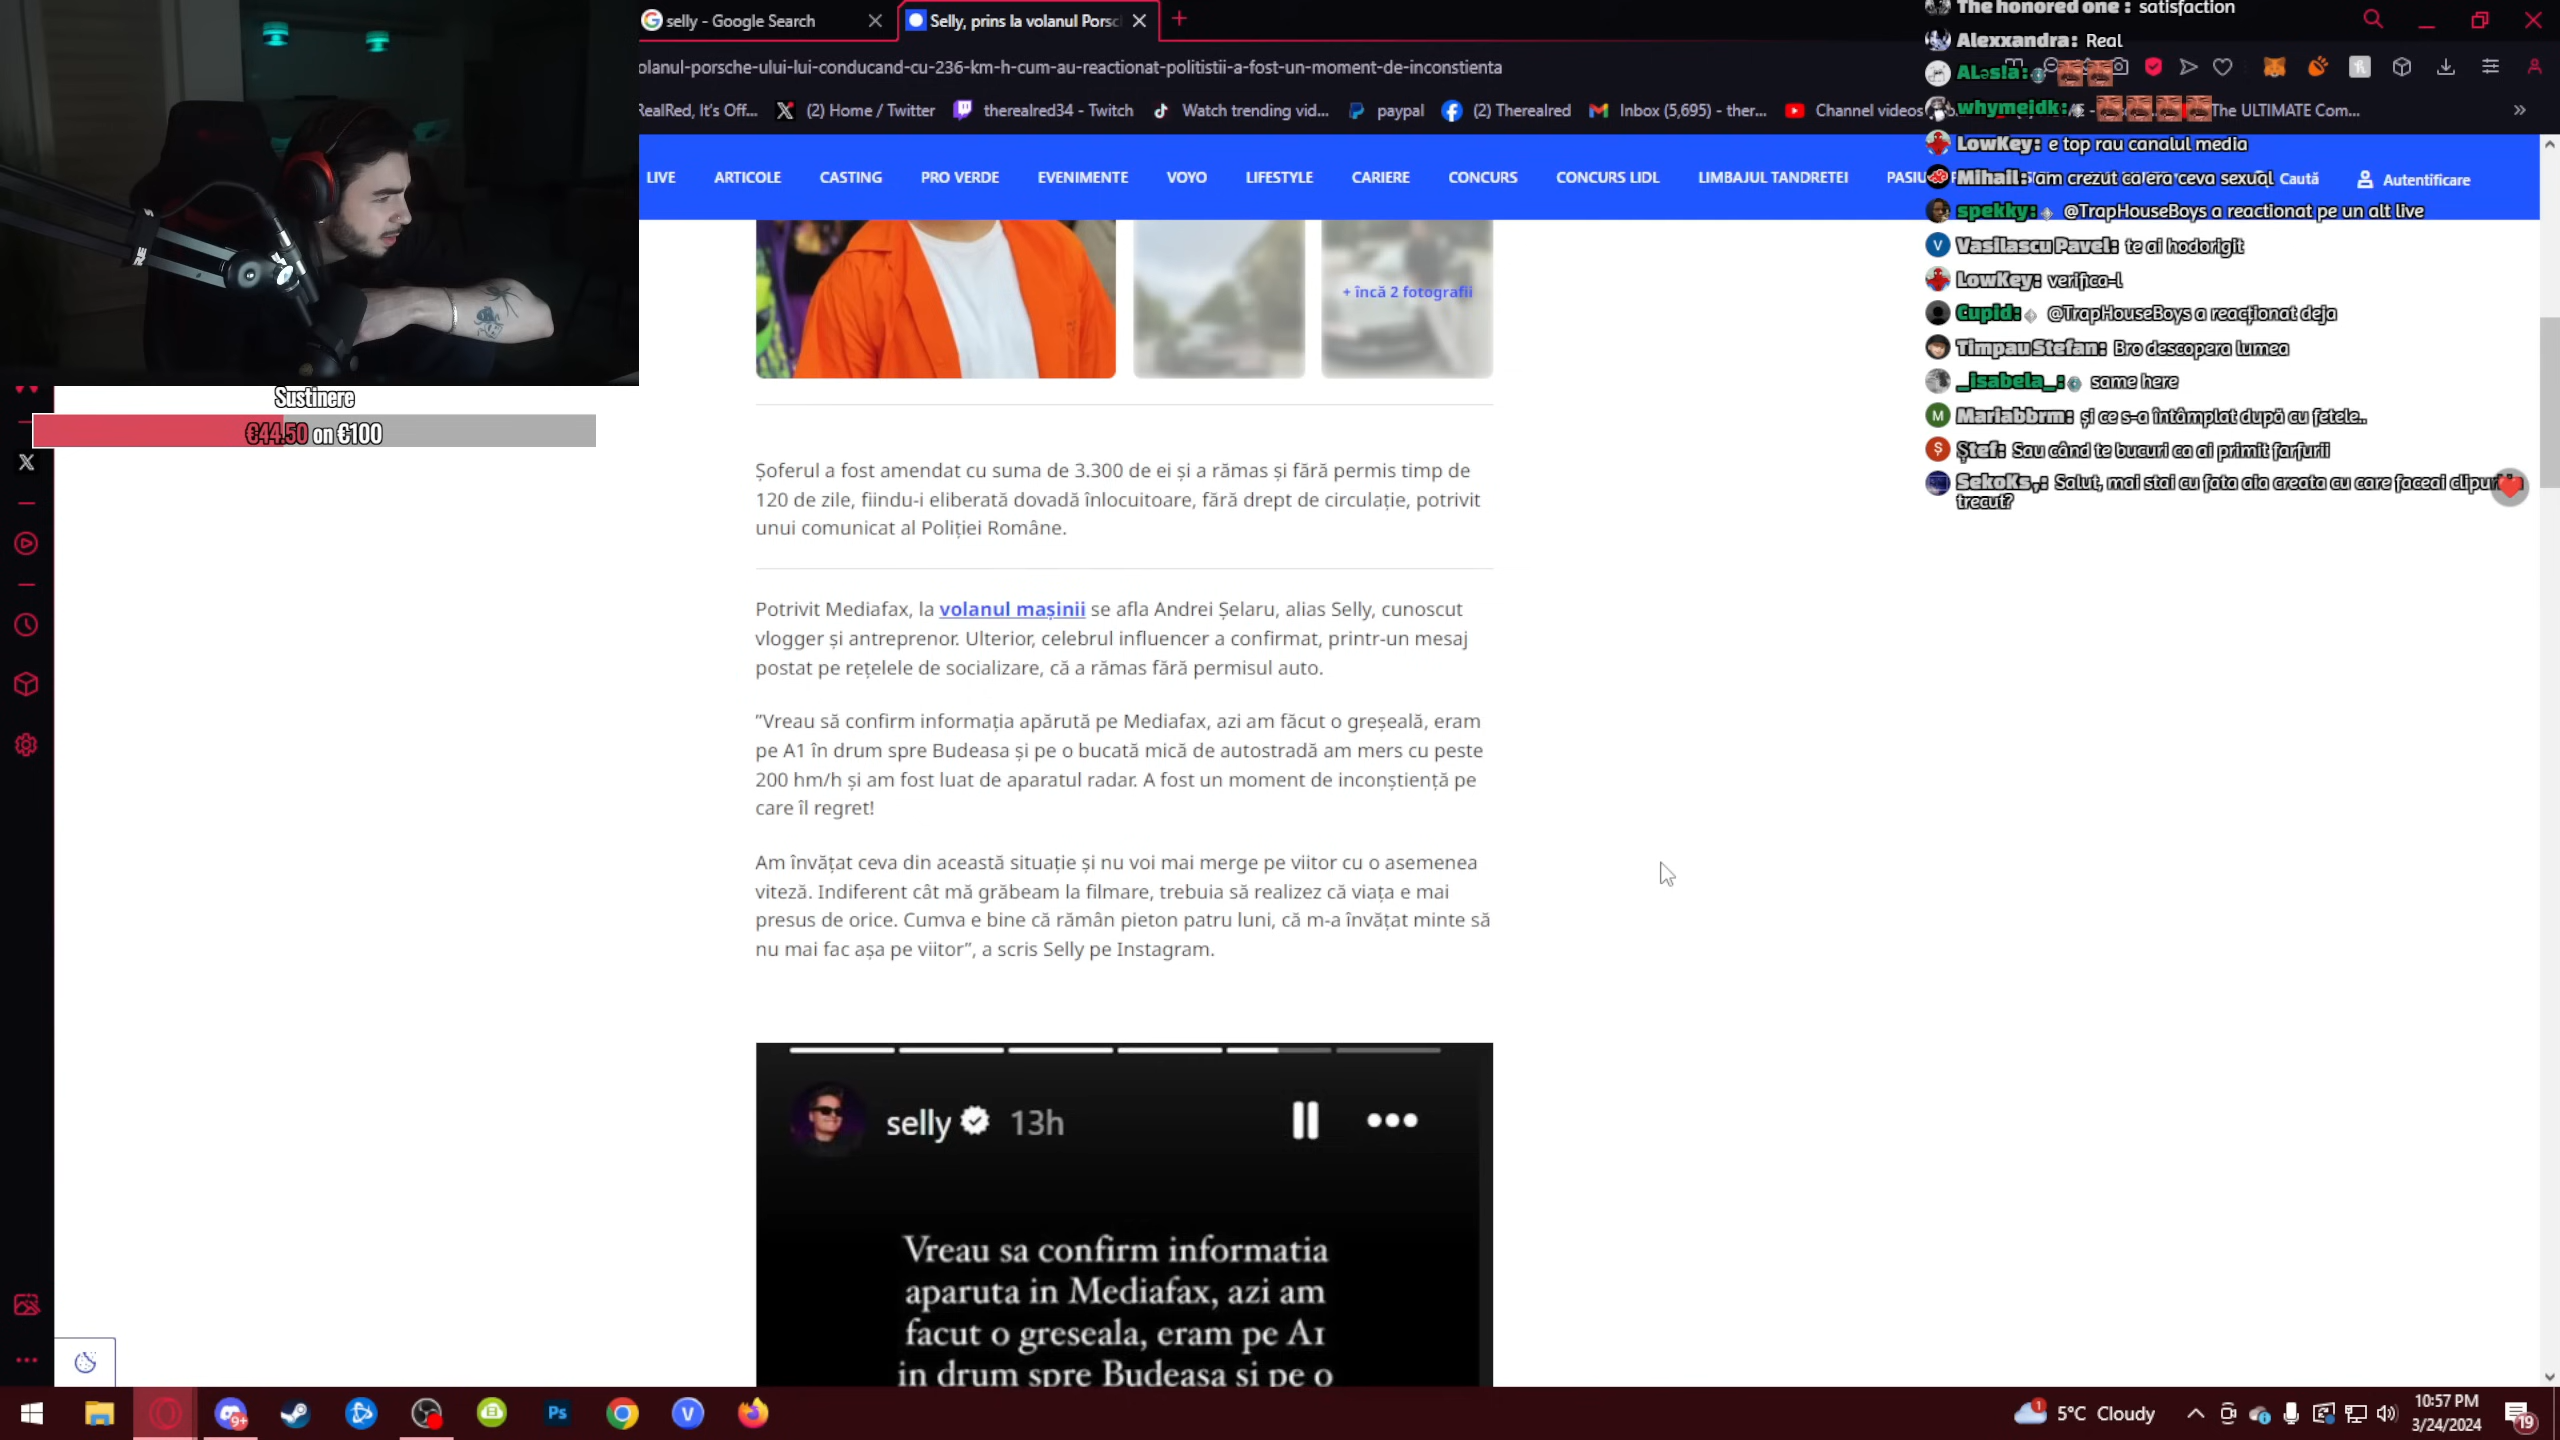 selly - Google Search
Selly, prins la volanul Porsc
olanul-porsche-ului-lui-conducand-cu-236-km-h-cum-au-reactionat-politistii-a-fost-un-moment-de-inconstienta
RealRed, It's Off...
(2) Home / Twitter
therealred34 - Twitch
Watch trending vid...
paypal
(2) Therealred
Inbox (5,695) - ther...
Channel videos
The ULTIMATE Com...
LIVE
ARTICOLE
CASTING
PRO VERDE
EVENIMENTE
VOYO
LIFESTYLE
CARIERE
CONCURS
CONCURS LIDL
LIMBAJUL TANDRETEI
Caută
Autentificare
The honored one : satisfaction
Alexxandra: Real
whymeidk:
LowKey: e top rau canalul media
Mihail: am crezut ca era ceva sexual
spekky: @TrapHouseBoys a reactionat pe un alt live
Vasilascu Pavel: te ai hodorigit
LowKey: verifica-l
Cupid: @TrapHouseBoys a reacționat deja
Timpau Stefan: Bro descopera lumea
_isabela_: same here
Mariabbrm: și ce s-a întâmplat după cu fetele..
Ștef: Sau când te bucuri ca ai primit farfurii
SekoKs,: Salut, mai stai cu fata aia creata cu care faceai clipuri in
trecut?
Sustinere
€44.50 on €100
+ încă 2 fotografii
Șoferul a fost amendat cu suma de 3.300 de ei și a rămas și fără permis timp de
120 de zile, fiindu-i eliberată dovadă înlocuitoare, fără drept de circulație, potrivit
unui comunicat al Poliției Române.
Potrivit Mediafax, la volanul mașinii se afla Andrei Șelaru, alias Selly, cunoscut
vlogger și antreprenor. Ulterior, celebrul influencer a confirmat, printr-un mesaj
postat pe rețelele de socializare, că a rămas fără permisul auto.
”Vreau să confirm informația apărută pe Mediafax, azi am făcut o greșeală, eram
pe A1 în drum spre Budeasa și pe o bucată mică de autostradă am mers cu peste
200 hm/h și am fost luat de aparatul radar. A fost un moment de inconștiență pe
care îl regret!
Am învățat ceva din această situație și nu voi mai merge pe viitor cu o asemenea
viteză. Indiferent cât mă grăbeam la filmare, trebuia să realizez că viața e mai
presus de orice. Cumva e bine că rămân pieton patru luni, că m-a învățat minte să
nu mai fac așa pe viitor”, a scris Selly pe Instagram.
selly 13h
Vreau sa confirm informatia
aparuta in Mediafax, azi am
facut o greseala, eram pe A1
in drum spre Budeasa si pe o
Ps
9+
1
5°C Cloudy
10:57 PM
3/24/2024
19